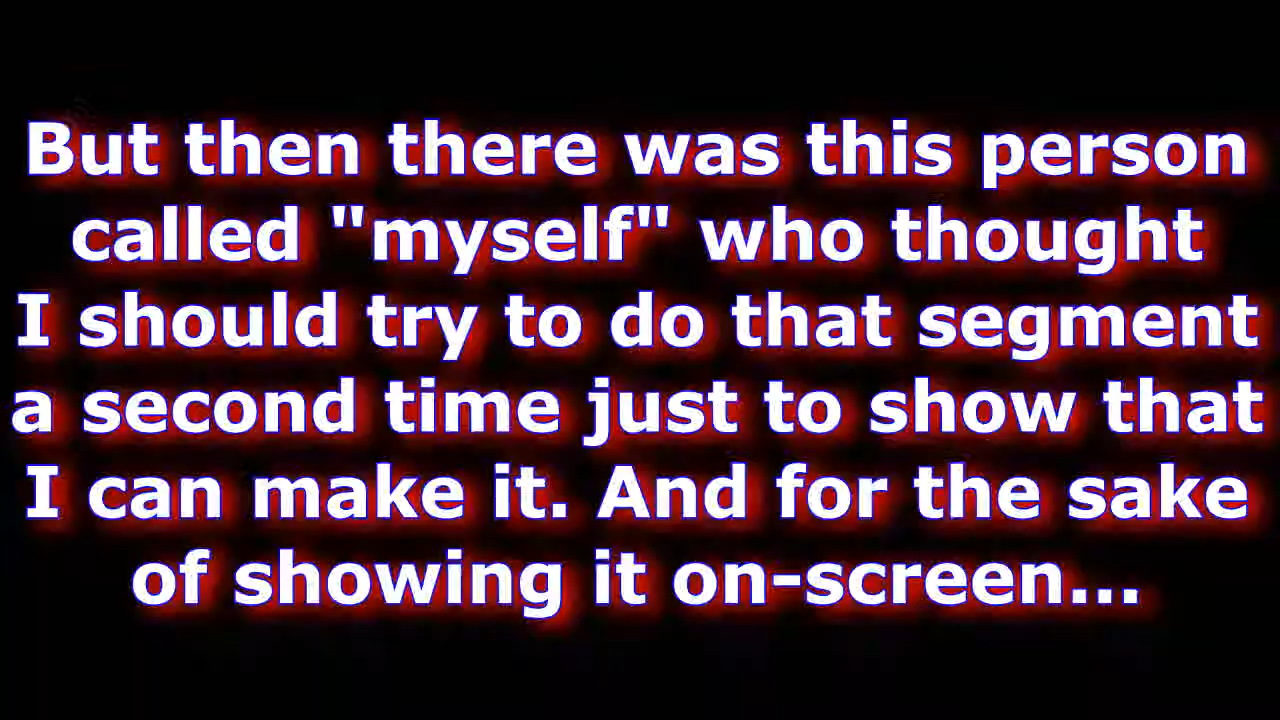 But then there was this person
called "myself" who thought
I should try to do that segment
a second time just to show that
I can make it. And for the sake
of showing it on-screen...